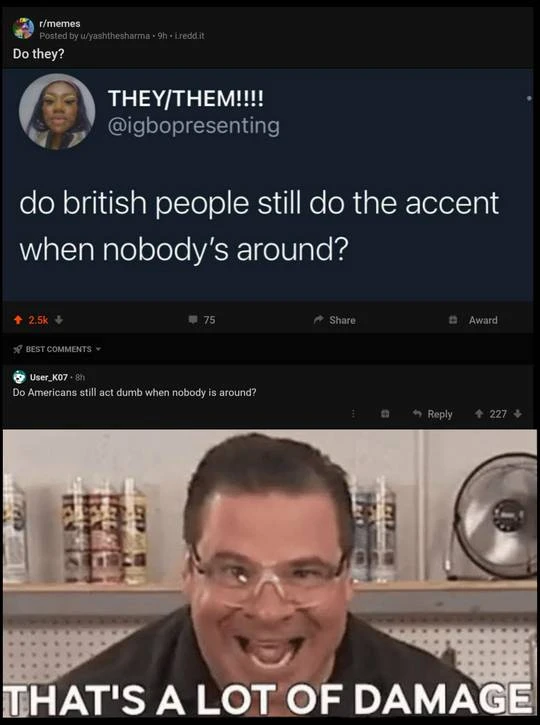 r/memes
Posted by u/yashthesharma • 9h • i.redd.it
Do they?
THEY/THEM!!!!
@igbopresenting
do british people still do the accent
when nobody's around?
2.5k
75
Share
Award
BEST COMMENTS
User_K07 • 8h
Do Americans still act dumb when nobody is around?
Reply
227
THAT'S A LOT OF DAMAGE